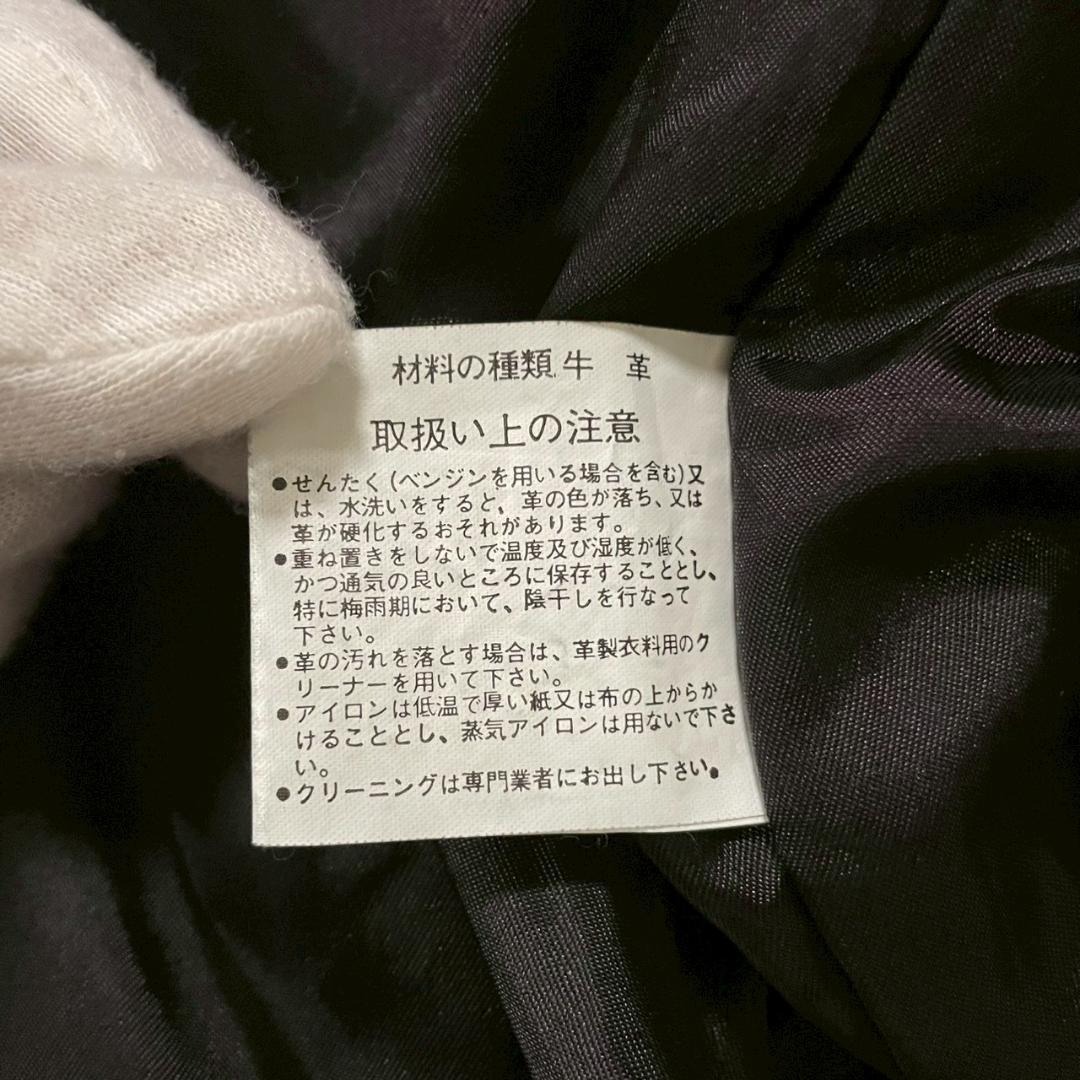 材料の種類 牛　革
取扱い上の注意
●せんたく(ベンジンを用いる場合を含む)又
は、水洗いをすると、革の色が落ち、又は
革が硬化するおそれがあります。
●重ね置きをしないで温度及び湿度が低く、
かつ通気の良いところに保存することとし、
特に梅雨期において、陰干しを行なって
下さい。
●革の汚れを落とす場合は、革製衣料用のク
リーナーを用いて下さい。
●アイロンは低温で厚い紙又は布の上からか
けることとし、蒸気アイロンは用ないで下さ
い。
●クリーニングは専門業者にお出し下さい。